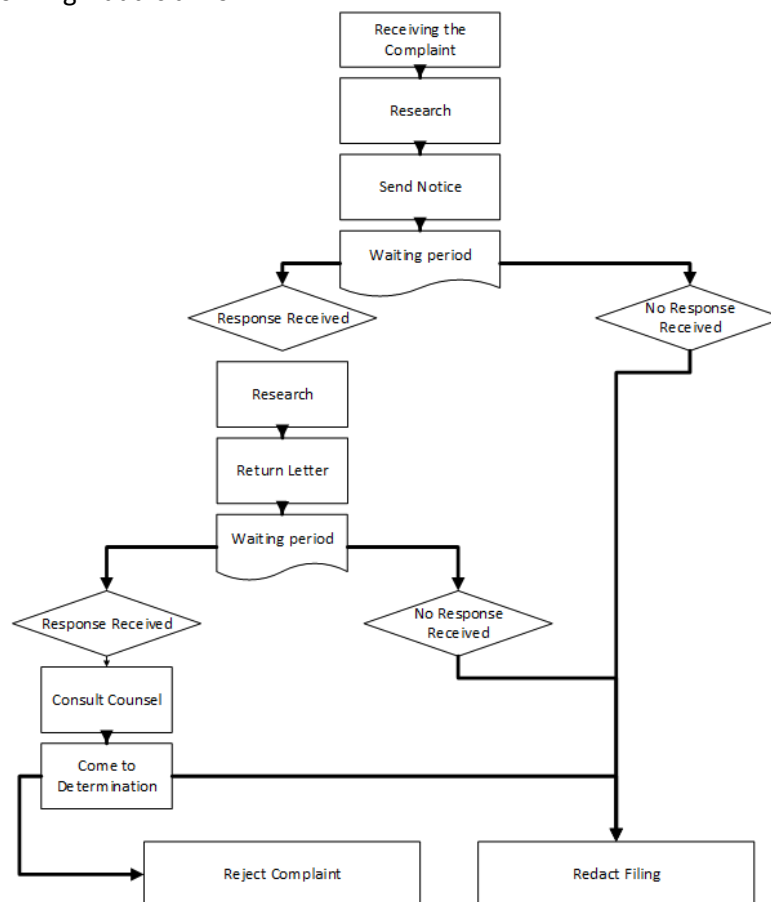 Receiving the
Complaint
Research
Send Notice
Waiting period
Response Received
No Response
Received
Research
Return Letter
Waiting period
Response Received
No Response
Received
Consult Counsel
Come to
Determination
Reject Complaint
Redact Filing